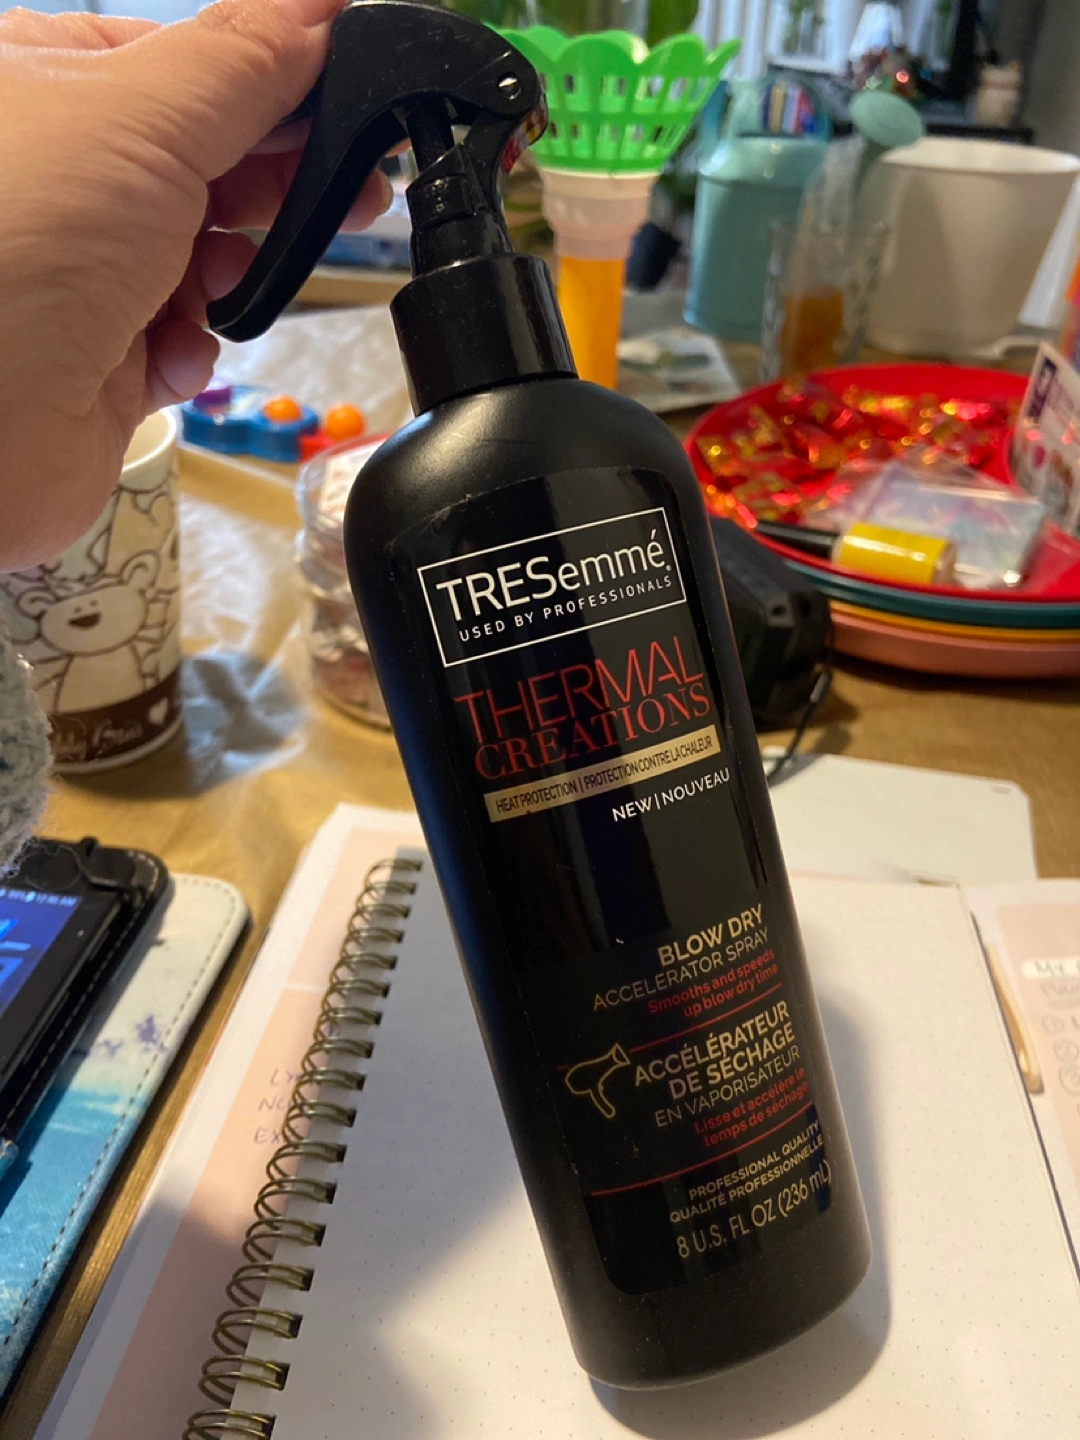 TRESemmé
USED BY PROFESSIONALS
THERMAL
CREATIONS
HEAT PROTECTION | PROTECTION CONTRE LA CHALEUR
NEW | NOUVEAU
BLOW DRY
ACCELERATOR SPRAY
Smooths and speeds
up blow dry time
ACCÉLÉRATEUR
DE SÉCHAGE
EN VAPORISATEUR
Lisse et accélère le
temps de séchage
PROFESSIONAL QUALITY
QUALITÉ PROFESSIONNELLE
8 U.S. FL OZ (236 mL)
My